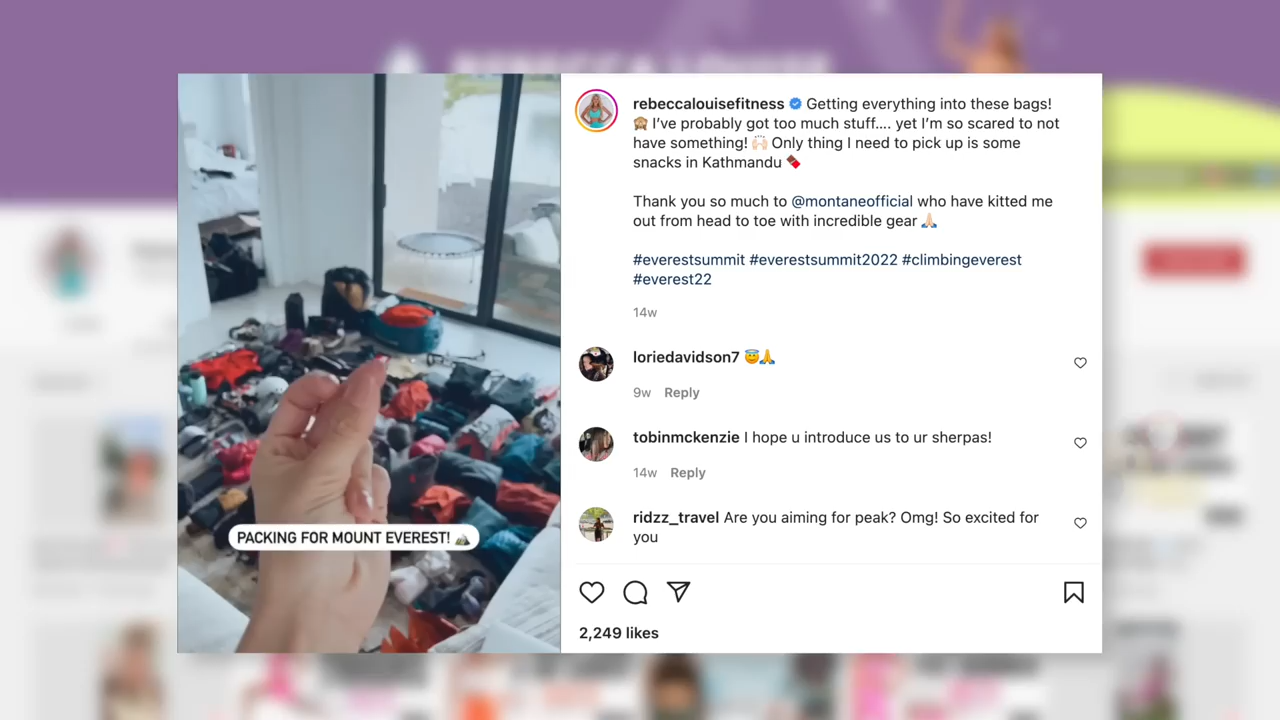 rebeccalouisefitness Getting everything into these bags!
🙈 I've probably got too much stuff.... yet I'm so scared to not
have something! 🙌🏻 Only thing I need to pick up is some
snacks in Kathmandu 🍫
Thank you so much to @montaneofficial who have kitted me
out from head to toe with incredible gear 🙏🏻
#everestsummit #everestsummit2022 #climbingeverest
#everest22
14w
loriedavidson7 😇🙏
9w Reply
tobinmckenzie I hope u introduce us to ur sherpas!
14w Reply
ridzz_travel Are you aiming for peak? Omg! So excited for
you
2,249 likes
PACKING FOR MOUNT EVEREST! 🏔️